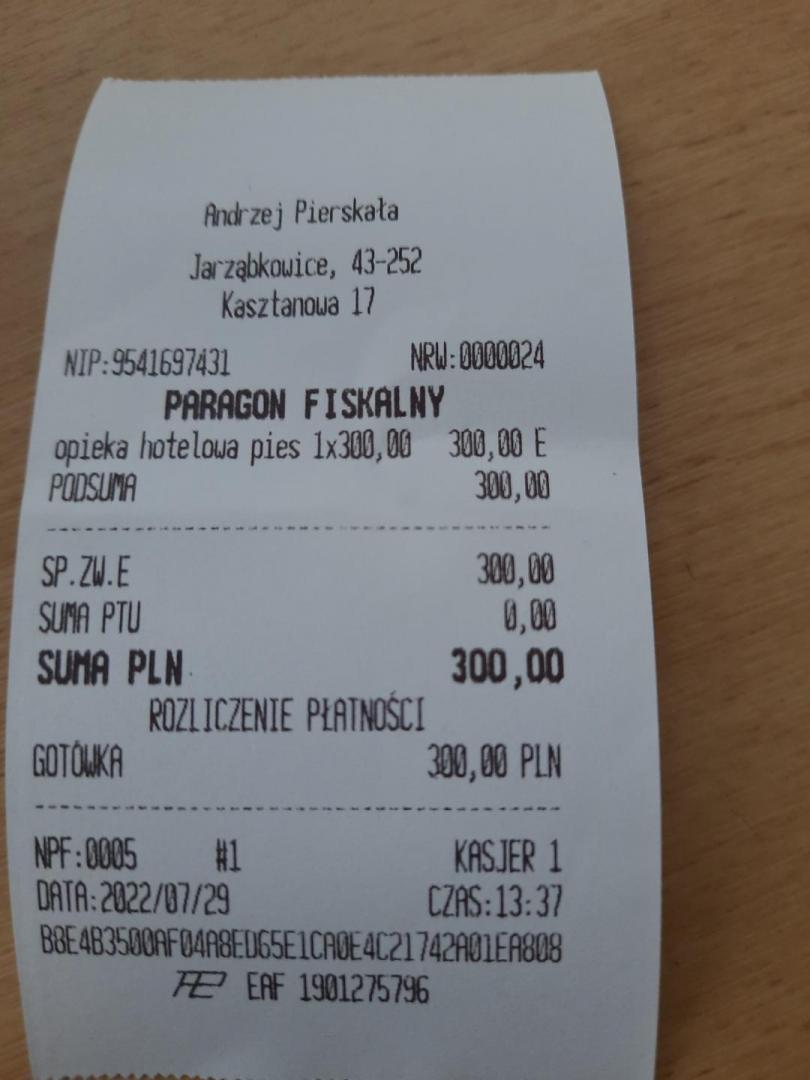 Andrzej Pierskała
Jarząbkowice, 43-252
Kasztanowa 17
NIP:9541697431 NRW:0000024
PARAGON FISKALNY
opieka hotelowa pies 1x300,00 300,00 E
PODSUMA 300,00
SP.ZW.E 300,00
SUMA PTU 0,00
SUMA PLN 300,00
ROZLICZENIE PŁATNOŚCI
GOTÓWKA 300,00 PLN
NPF:0005 #1 KASJER 1
DATA:2022/07/29 CZAS:13:37
B8E4B3500AF04A8ED65E1CA0E4C21742A01EA808
EAF 1901275796